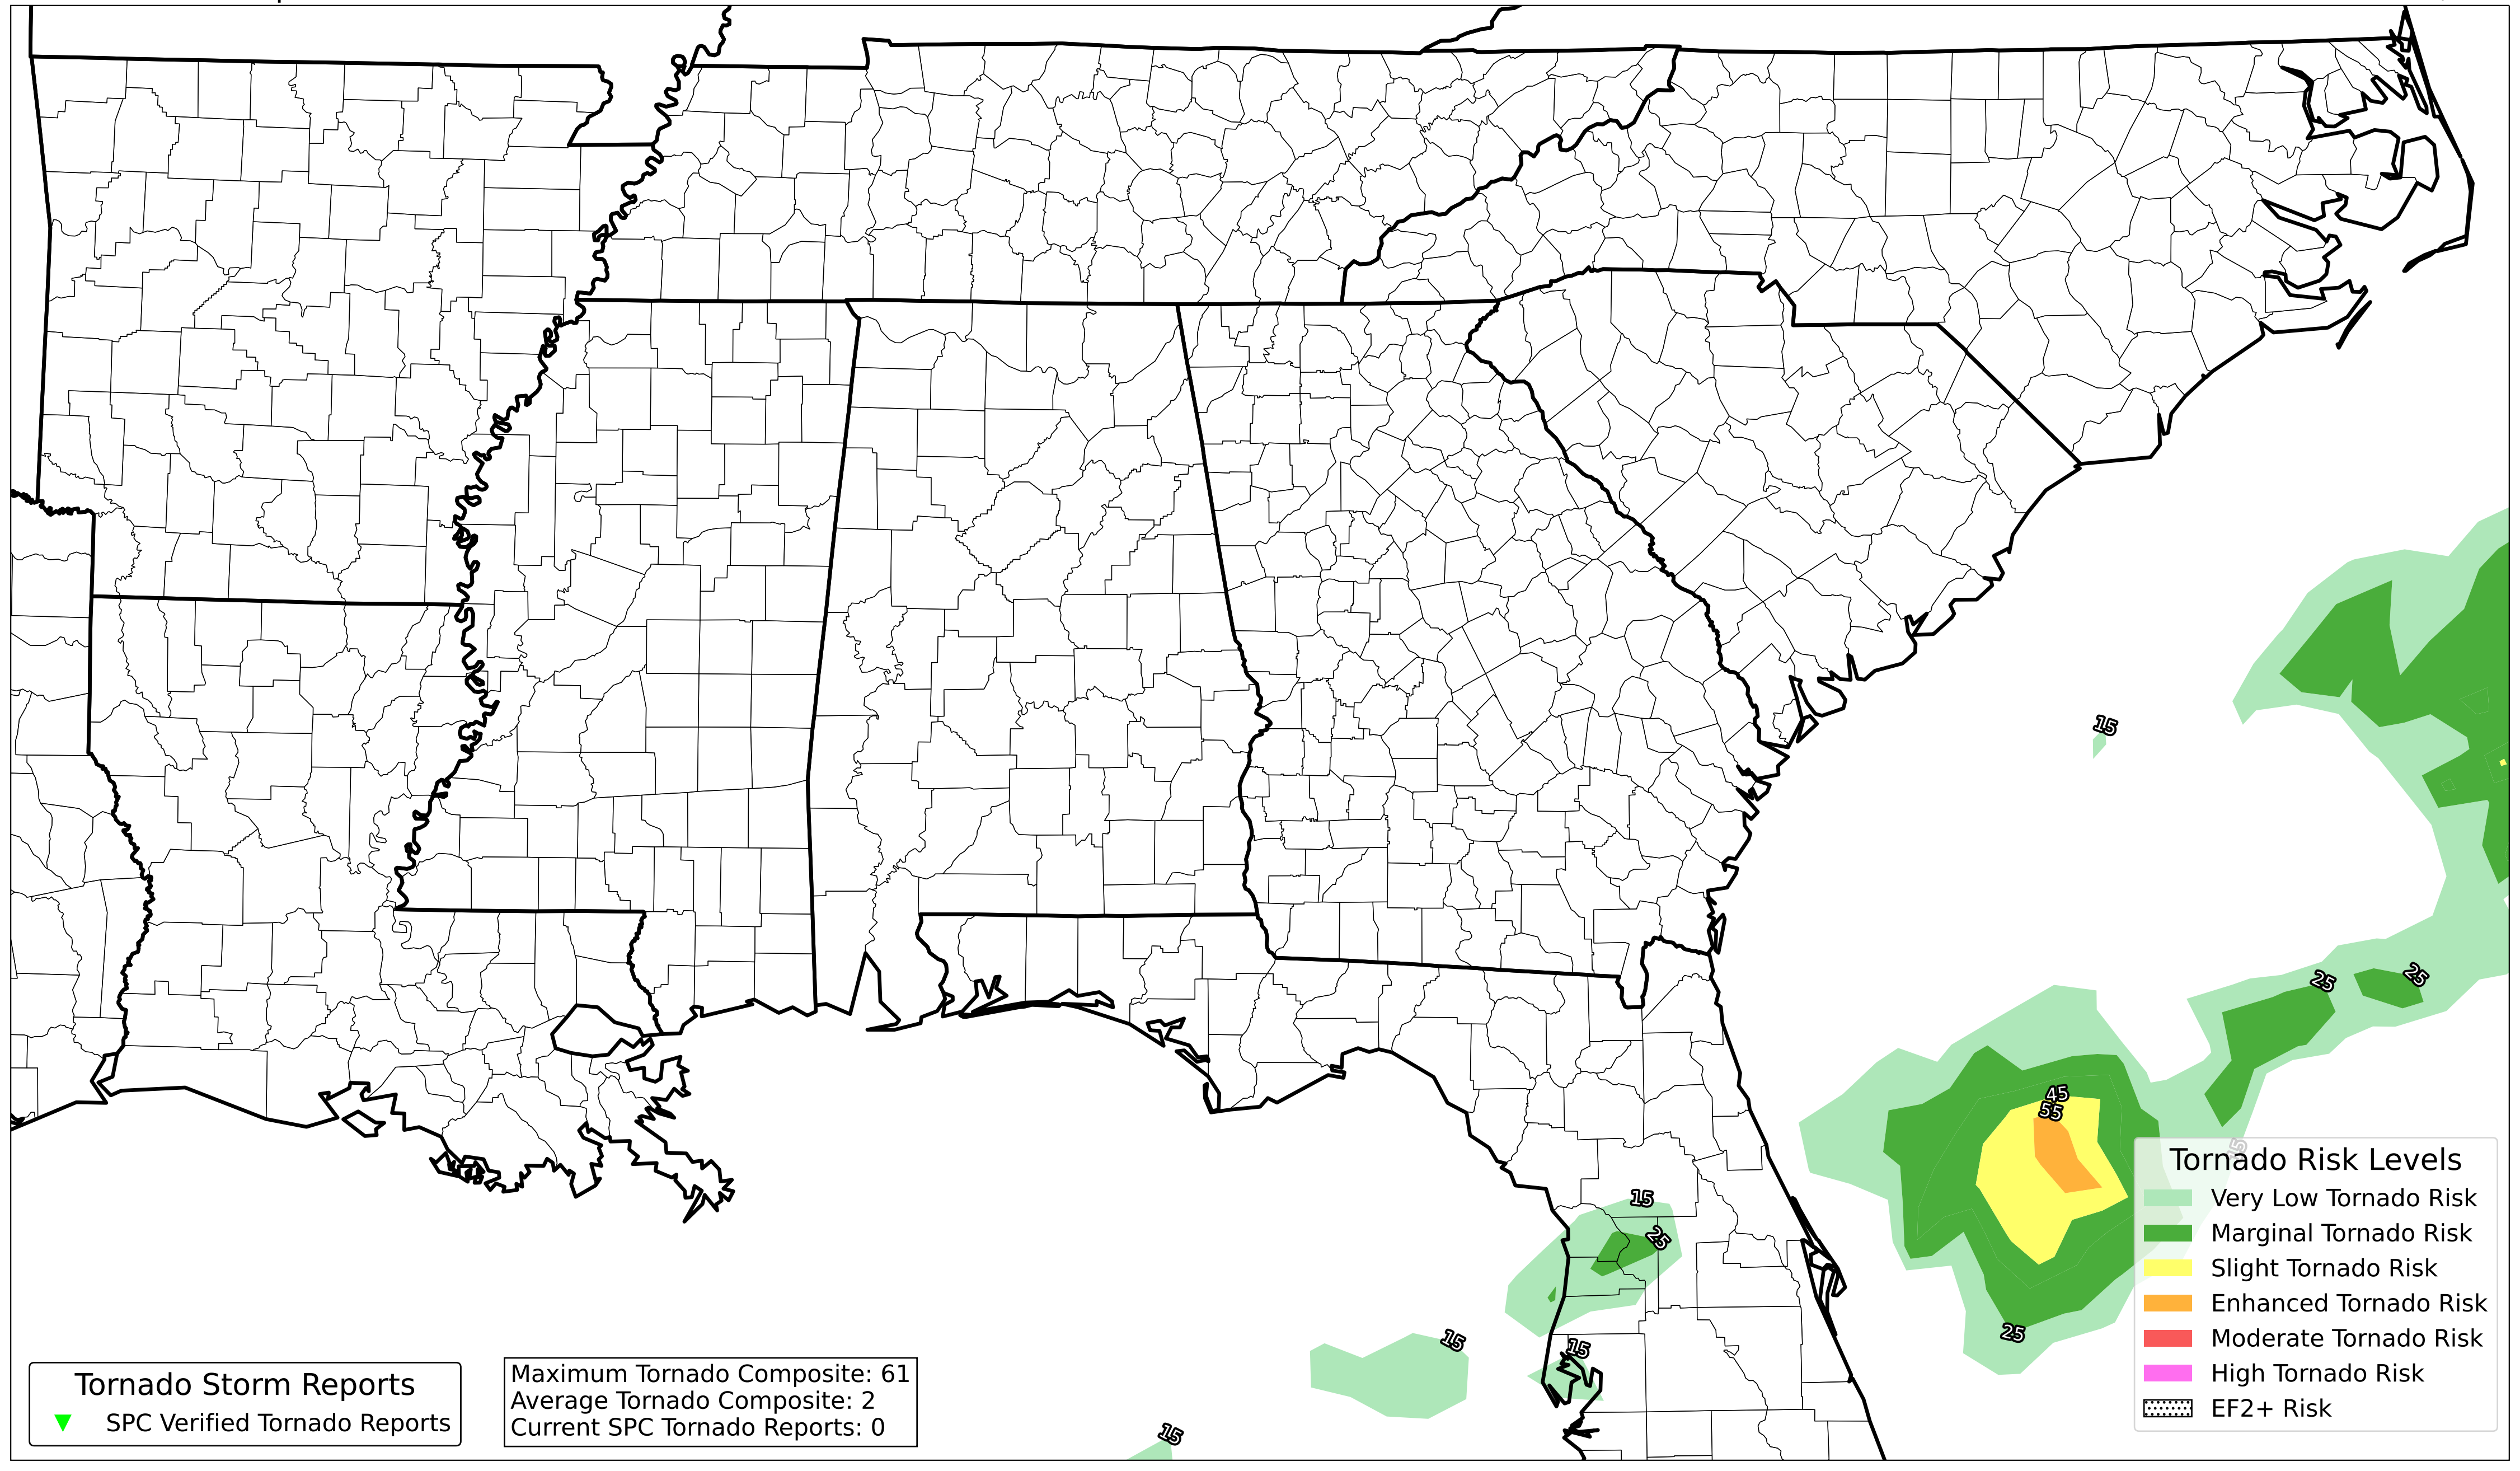 15
25
25
45
55
15
15
25
25
15
15
15
Tornado Risk Levels
Very Low Tornado Risk
Marginal Tornado Risk
Slight Tornado Risk
Enhanced Tornado Risk
Moderate Tornado Risk
High Tornado Risk
EF2+ Risk
Tornado Storm Reports
SPC Verified Tornado Reports
Maximum Tornado Composite: 61
Average Tornado Composite: 2
Current SPC Tornado Reports: 0